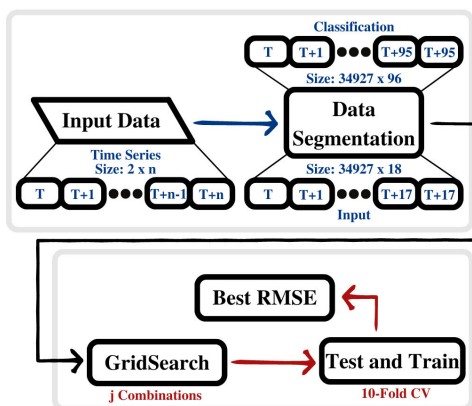 Classification
T T+1 T+95 T+95
Size: 34927 x 96
Input Data
Data
Segmentation
Time Series
Size: 2 x n
Size: 34927 x 18
T T+1 T+n-1 T+n
T T+1 T+17 T+17
Input
Best RMSE
GridSearch
Test and Train
j Combinations
10-Fold CV